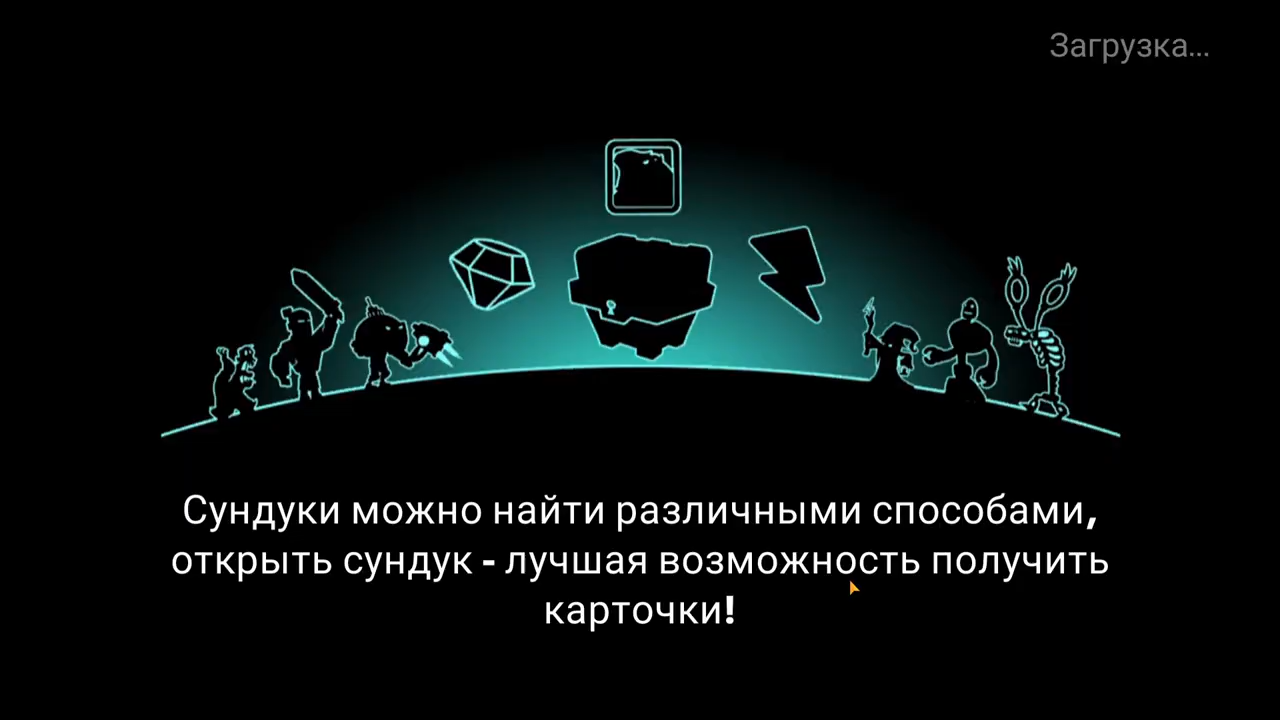 Загрузка...
Сундуки можно найти различными способами,
открыть сундук - лучшая возможность получить
карточки!